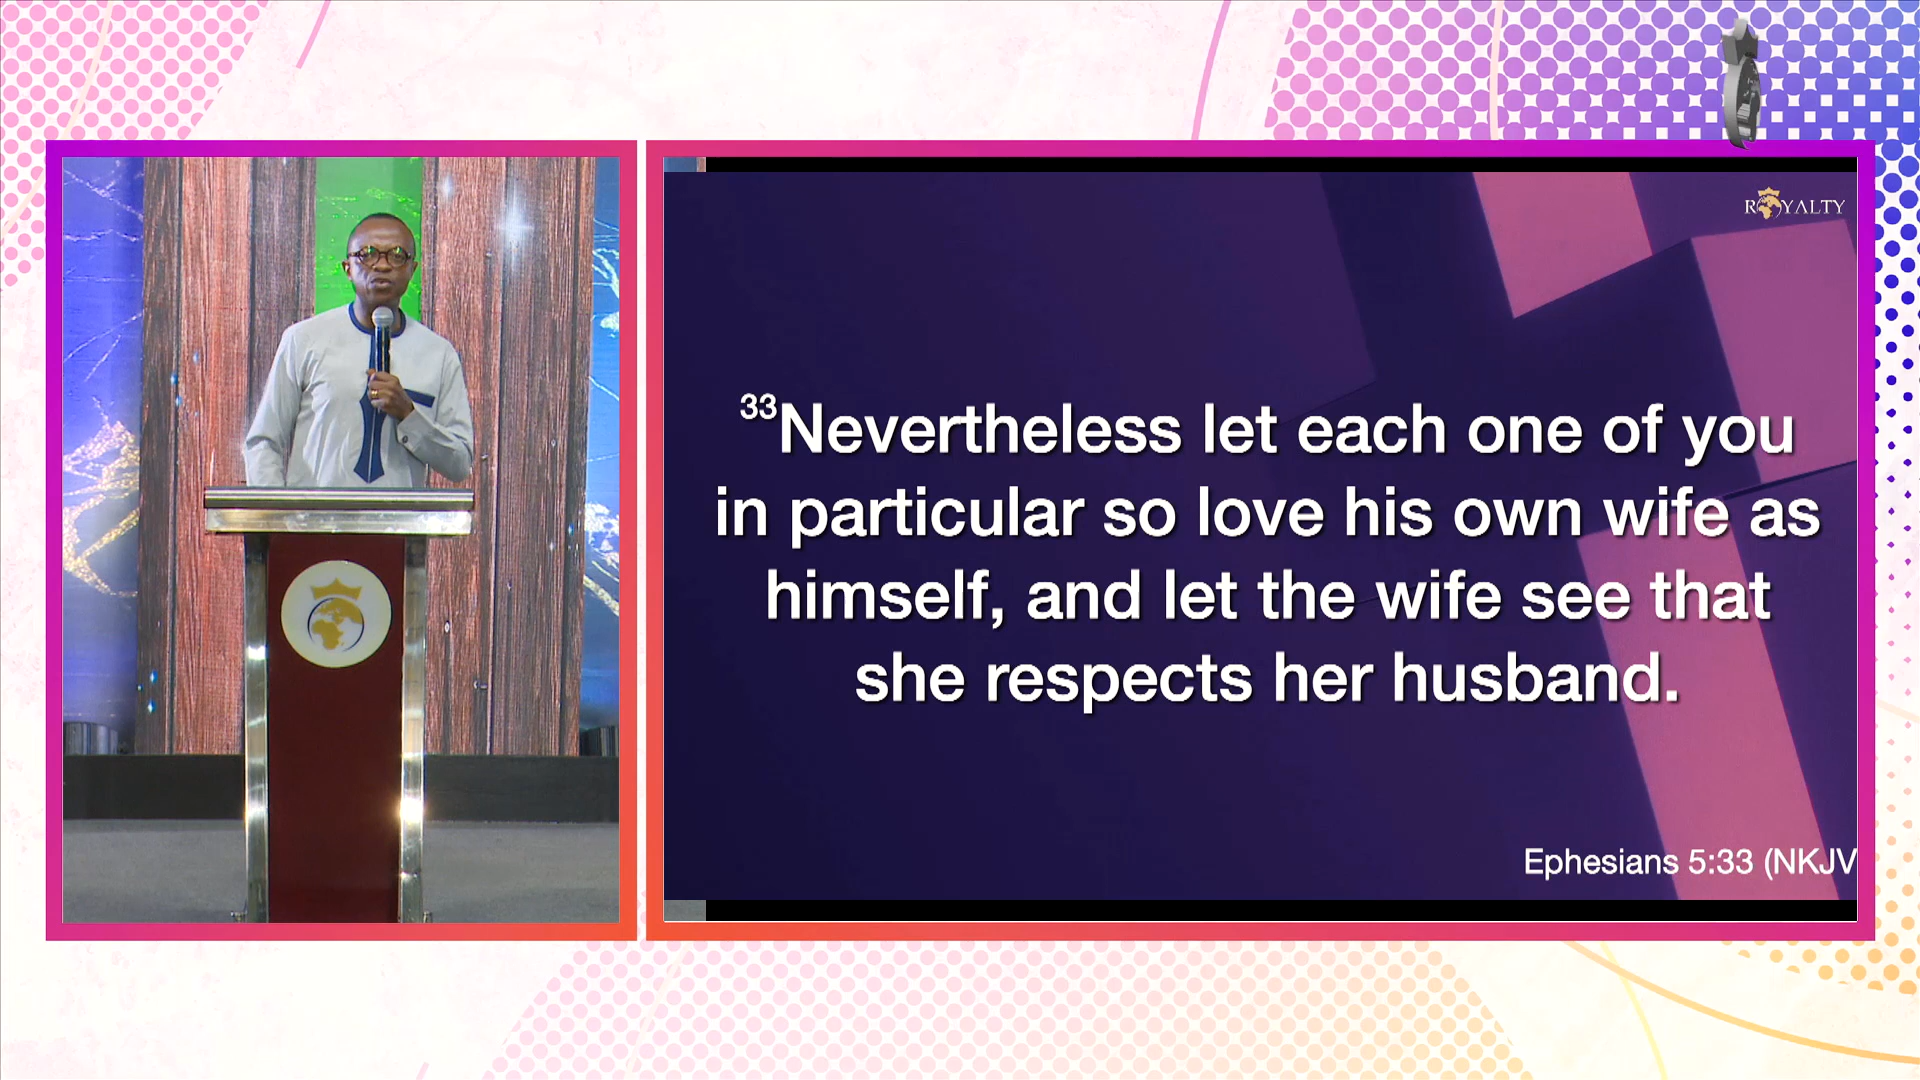 ROYALTY
33Nevertheless let each one of you
in particular so love his own wife as
himself, and let the wife see that
she respects her husband.
Ephesians 5:33 (NKJV